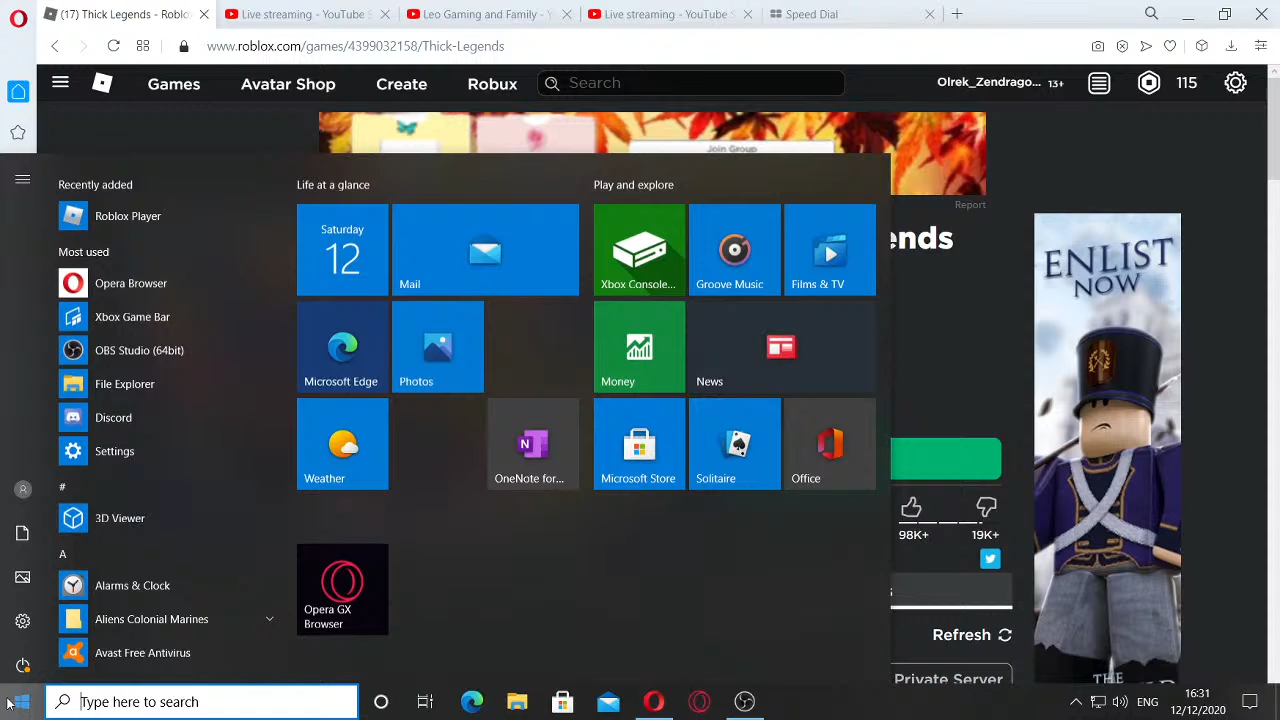 (17) Thick Legends - Roblox
Live streaming - YouTube S
Leo Gaming and Family - Y
Live streaming - YouTube S
Speed Dial
www.roblox.com/games/4399032158/Thick-Legends
Games
Avatar Shop
Create
Robux
Search
Olrek_Zendrago... 13+
115
Join Group
Report
ends
ENLIST
NOW
98K+
19K+
Refresh
Private Server
THE
Recently added
Roblox Player
Most used
Opera Browser
Xbox Game Bar
OBS Studio (64bit)
File Explorer
Discord
Settings
#
3D Viewer
A
Alarms & Clock
Aliens Colonial Marines
Avast Free Antivirus
Life at a glance
Saturday
12
Mail
Microsoft Edge
Photos
Weather
OneNote for...
Opera GX
Browser
Play and explore
Xbox Console...
Groove Music
Films & TV
Money
News
Microsoft Store
Solitaire
Office
Type here to search
ENG
16:31
12/12/2020